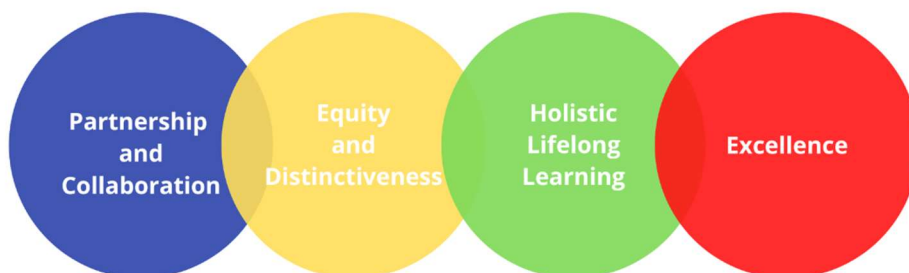 Partnership
and
Collaboration
Equity
and
Distinctiveness
Holistic
Lifelong
Learning
Excellence